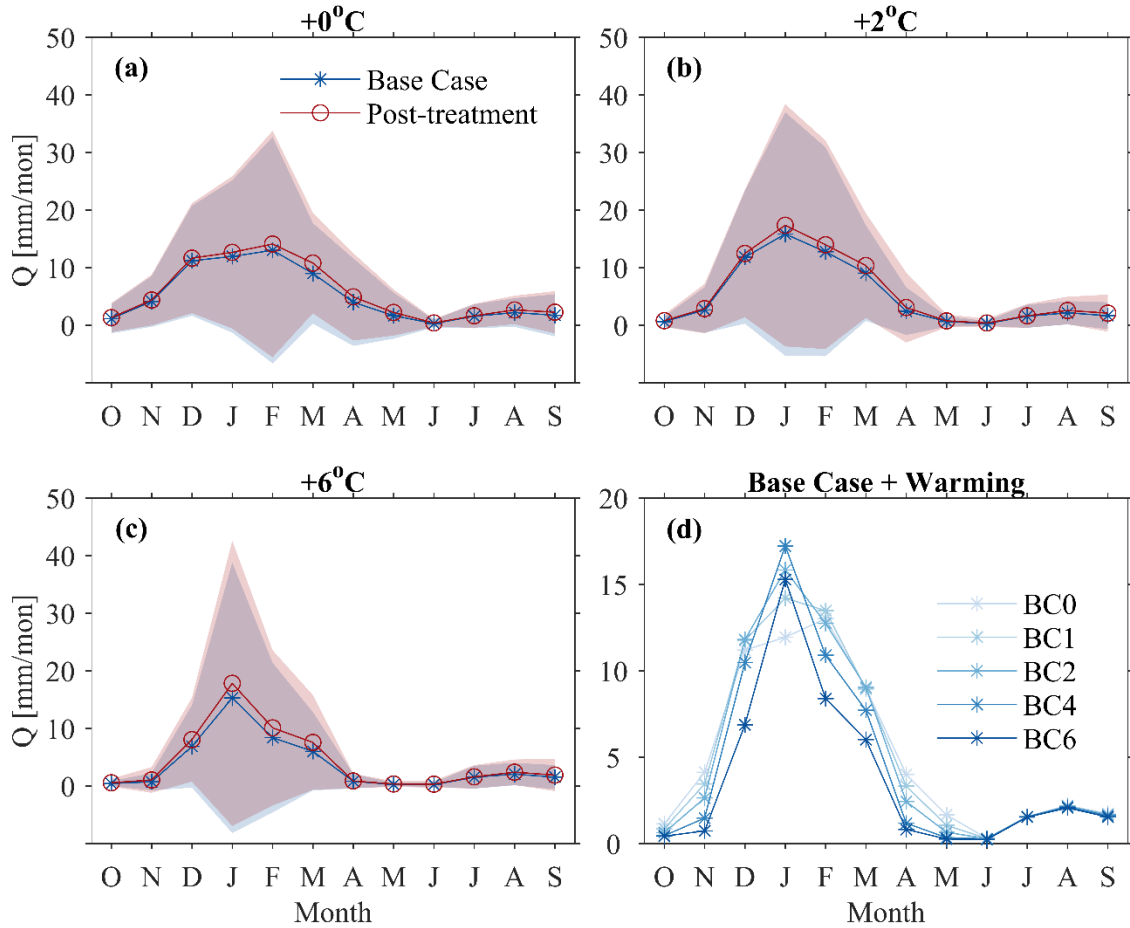 +0°C
50
40
30
20
10
0
Q [mm/mon]
(a)
Base Case
Post-treatment
O N D J F M A M J J A S
+2°C
50
40
30
20
10
0
(b)
O N D J F M A M J J A S
+6°C
50
40
30
20
10
0
Q [mm/mon]
(c)
O N D J F M A M J J A S
Month
Base Case + Warming
20
15
10
5
0
(d)
BC0
BC1
BC2
BC4
BC6
O N D J F M A M J J A S
Month